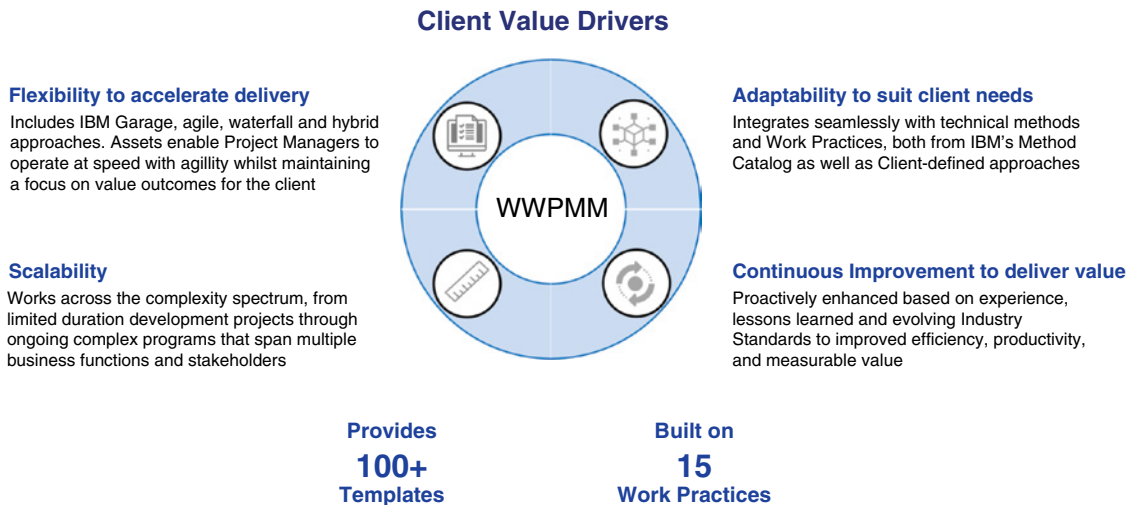 Client Value Drivers
Flexibility to accelerate delivery
Includes IBM Garage, agile, waterfall and hybrid
approaches. Assets enable Project Managers to
operate at speed with agillity whilst maintaining
a focus on value outcomes for the client
Adaptability to suit client needs
Integrates seamlessly with technical methods
and Work Practices, both from IBM's Method
Catalog as well as Client-defined approaches
WWPMM
Scalability
Works across the complexity spectrum, from
limited duration development projects through
ongoing complex programs that span multiple
business functions and stakeholders
Continuous Improvement to deliver value
Proactively enhanced based on experience,
lessons learned and evolving Industry
Standards to improved efficiency, productivity,
and measurable value
Provides
100+
Templates
Built on
15
Work Practices